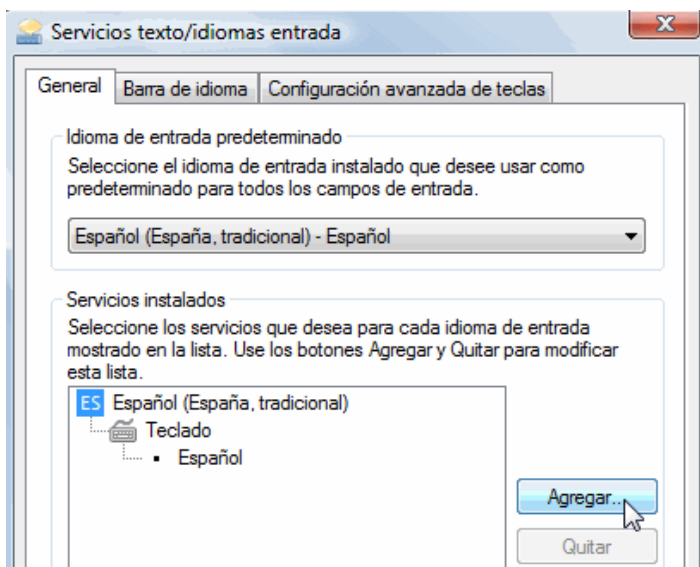 Servicios texto/idiomas entrada
General
Barra de idioma
Configuración avanzada de teclas
Idioma de entrada predeterminado
Seleccione el idioma de entrada instalado que desee usar como
predeterminado para todos los campos de entrada.
Español (España, tradicional) - Español
Servicios instalados
Seleccione los servicios que desea para cada idioma de entrada
mostrado en la lista. Use los botones Agregar y Quitar para modificar
esta lista.
ES Español (España, tradicional)
Teclado
▪ Español
Agregar...
Quitar